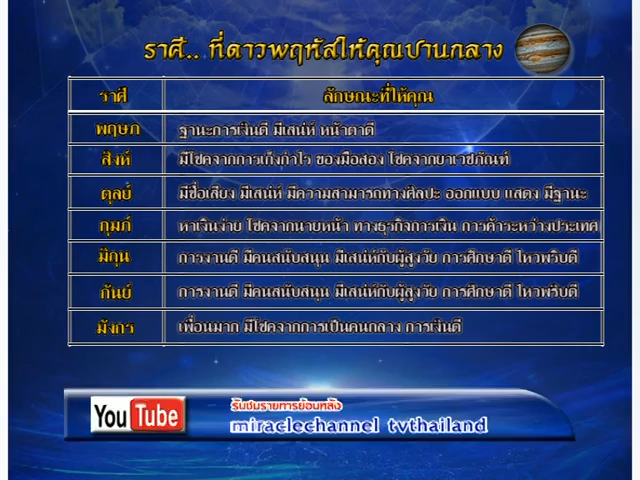 ราศี.. ที่ดาวพฤหัสให้คุณปานกลาง
ราศี ลักษณะที่ให้คุณ
พฤษภ ฐานะการเงินดี มีเสน่ห์ หน้าตาดี
สิงห์ มีโชคจากการเก็งกำไร ของมือสอง โชคจากยาเวชภัณฑ์
ตุลย์ มีชื่อเสียง มีเสน่ห์ มีความสามารถทางศิลปะ ออกแบบ แสดง มีฐานะ
กุมภ์ หาเงินง่าย โชคจากนายหน้า ทางธุรกิจการเงิน การค้าระหว่างประเทศ
มิถุน การงานดี มีคนสนับสนุน มีเสน่ห์กับผู้สูงวัย การศึกษาดี ไหวพริบดี
กันย์ การงานดี มีคนสนับสนุน มีเสน่ห์กับผู้สูงวัย การศึกษาดี ไหวพริบดี
มังกร เพื่อนมาก มีโชคจากการเป็นคนกลาง การเงินดี
YouTube รับชมรายการย้อนหลัง
miraclechannel tvthailand